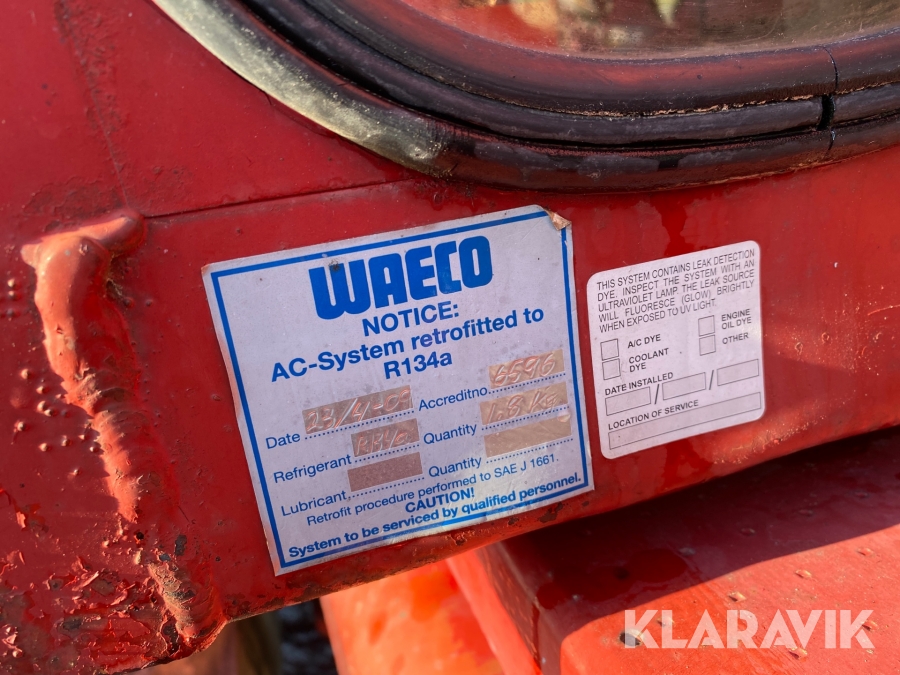 WAECO
NOTICE:
AC-System retrofitted to
R134a
Date Accreditno. 6596
Refrigerant Quantity 1.8 Kg
Lubricant, Quantity
Retrofit procedure performed to SAE J 1661.
CAUTION!
System to be serviced by qualified personnel.
THIS SYSTEM CONTAINS LEAK DETECTION
DYE. INSPECT THE SYSTEM WITH AN
ULTRAVIOLET LAMP. THE LEAK SOURCE
WILL FLUORESCE (GLOW) BRIGHTLY
WHEN EXPOSED TO UV LIGHT.
A/C DYE
ENGINE
OIL DYE
COOLANT
DYE
OTHER
DATE INSTALLED
/ /
LOCATION OF SERVICE
KLARAVIK